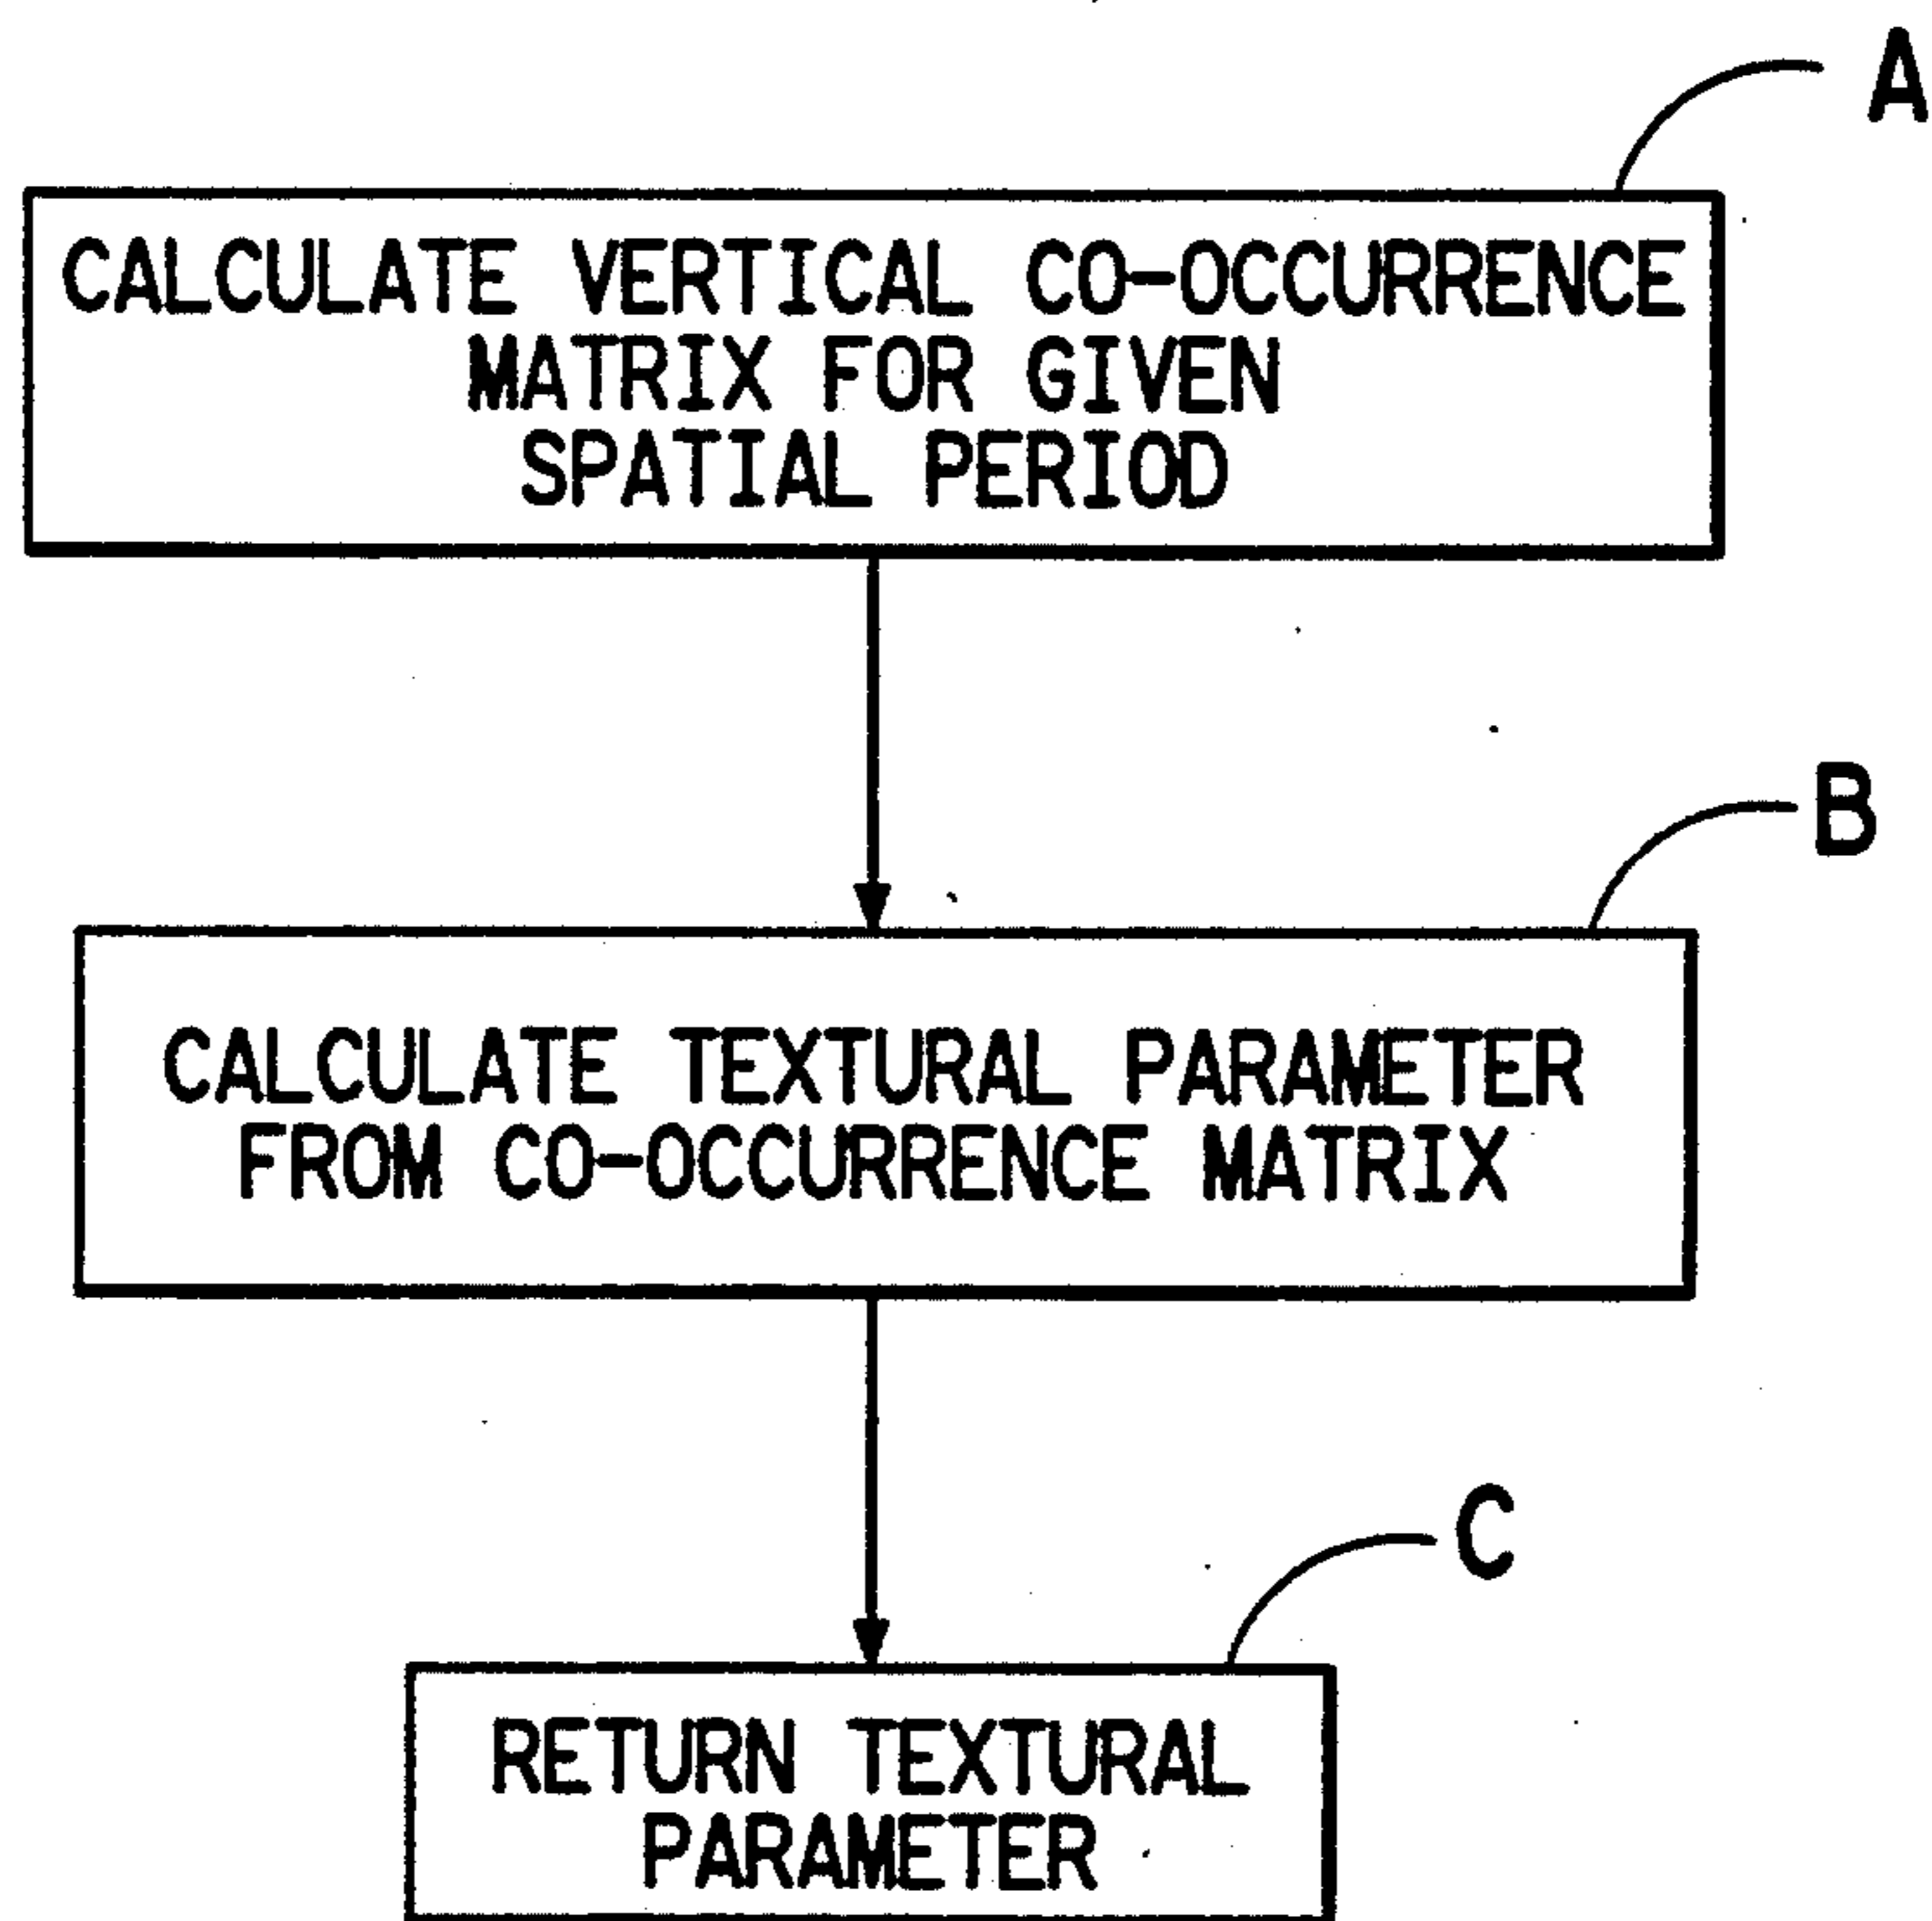 A
CALCULATE VERTICAL CO-OCCURRENCE
MATRIX FOR GIVEN
SPATIAL PERIOD
B
CALCULATE TEXTURAL PARAMETER
FROM CO-OCCURRENCE MATRIX
C
RETURN TEXTURAL
PARAMETER